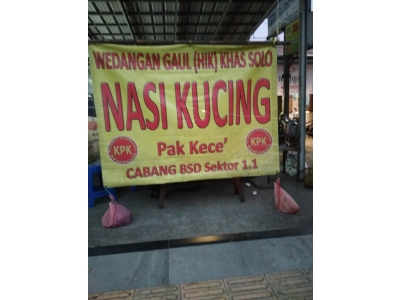 WEDANGAN GAUL (HIK) KHAS SOLO
NASI KUCING
KPK
Pak Kece'
KPK
CABANG BSD Sektor 1.1